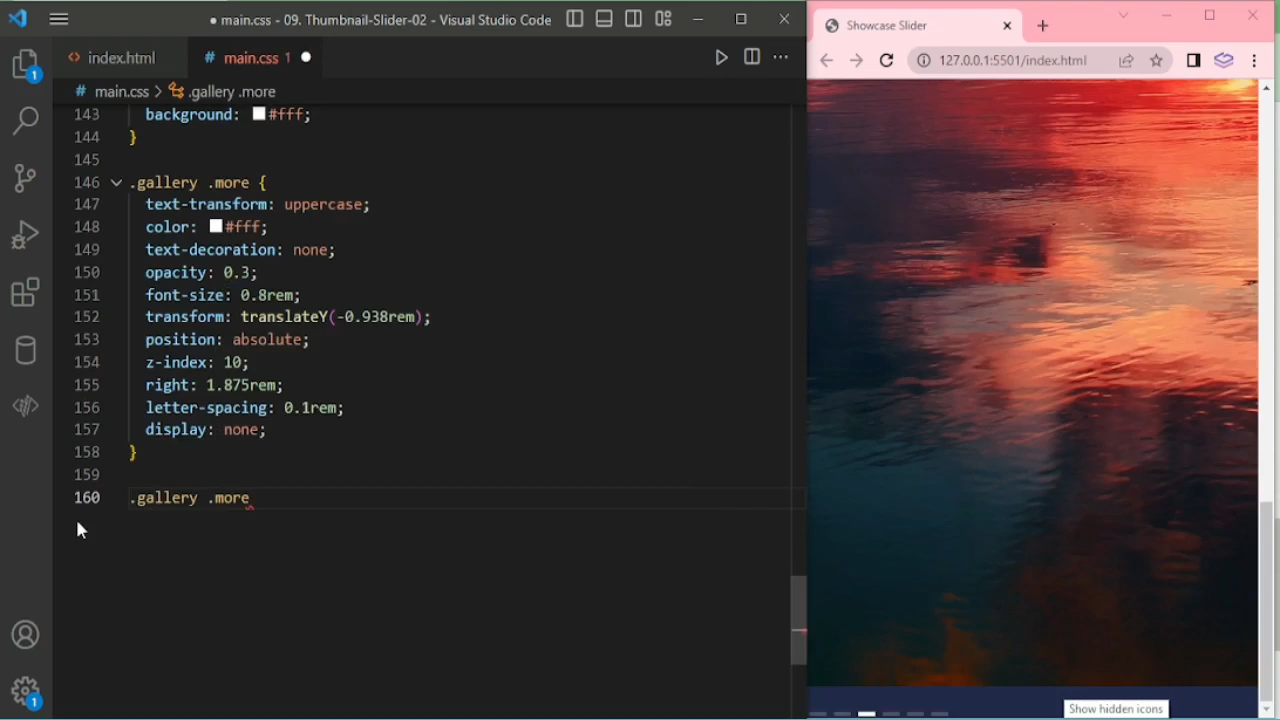 main.css - 09. Thumbnail-Slider-02 - Visual Studio Code
Showcase Slider
index.html
# main.css 1
127.0.0.1:5501/index.html
1
# main.css > .gallery .more
143 background: #fff;
144 }
145
146 .gallery .more {
147 text-transform: uppercase;
148 color: #fff;
149 text-decoration: none;
150 opacity: 0.3;
151 font-size: 0.8rem;
152 transform: translateY(-0.938rem);
153 position: absolute;
154 z-index: 10;
155 right: 1.875rem;
156 letter-spacing: 0.1rem;
157 display: none;
158 }
159
160 .gallery .more
1
Show hidden icons